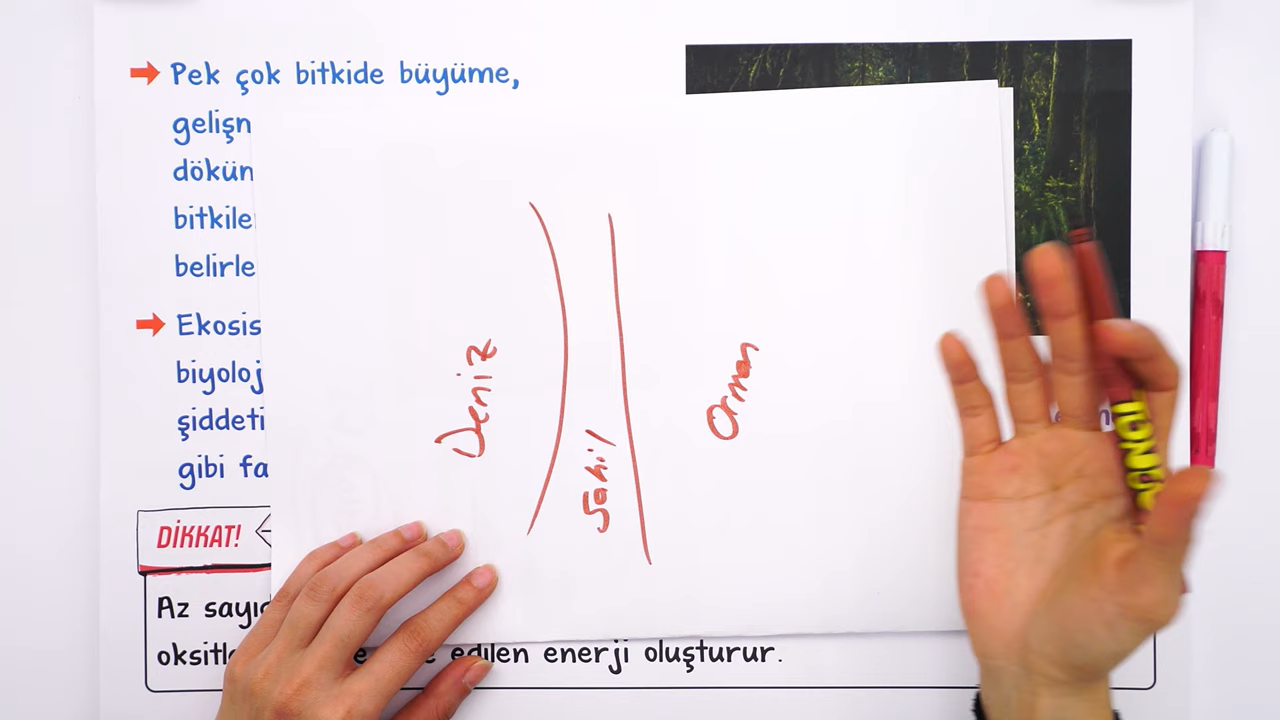 Pek çok bitkide büyüme,
gelişn
dökün
bitkile
belirle
Ekosis
biyoloj
şiddeti
gibi fa
DİKKAT!
Az sayıd
oksitl
edilen enerji oluşturur.
Deniz
Sahil
Orman